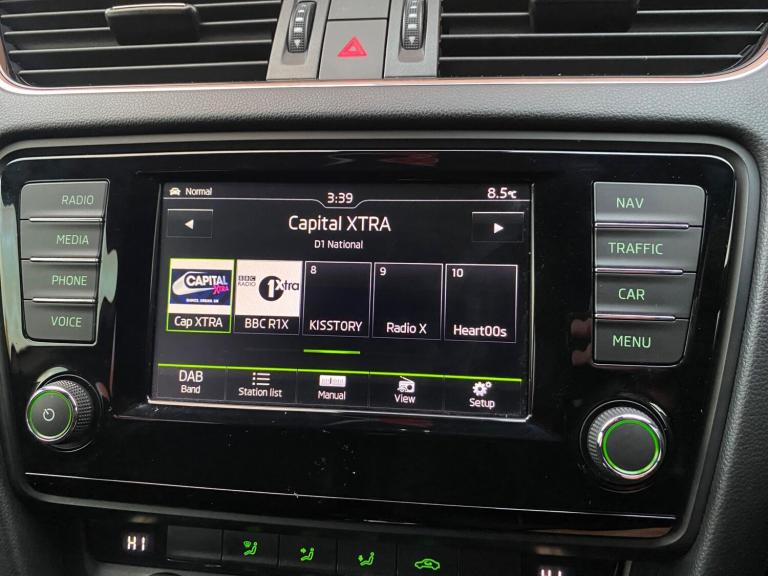 RADIO
MEDIA
PHONE
VOICE
Normal
3:39
8.5°C
Capital XTRA
D1 National
CAPITAL
XTRA
Cap XTRA
BBC
RADIO
1Xtra
BBC R1X
8
KISSTORY
9
Radio X
10
Heart00s
DAB
Band
Station list
Manual
View
Setup
NAV
TRAFFIC
CAR
MENU
HI